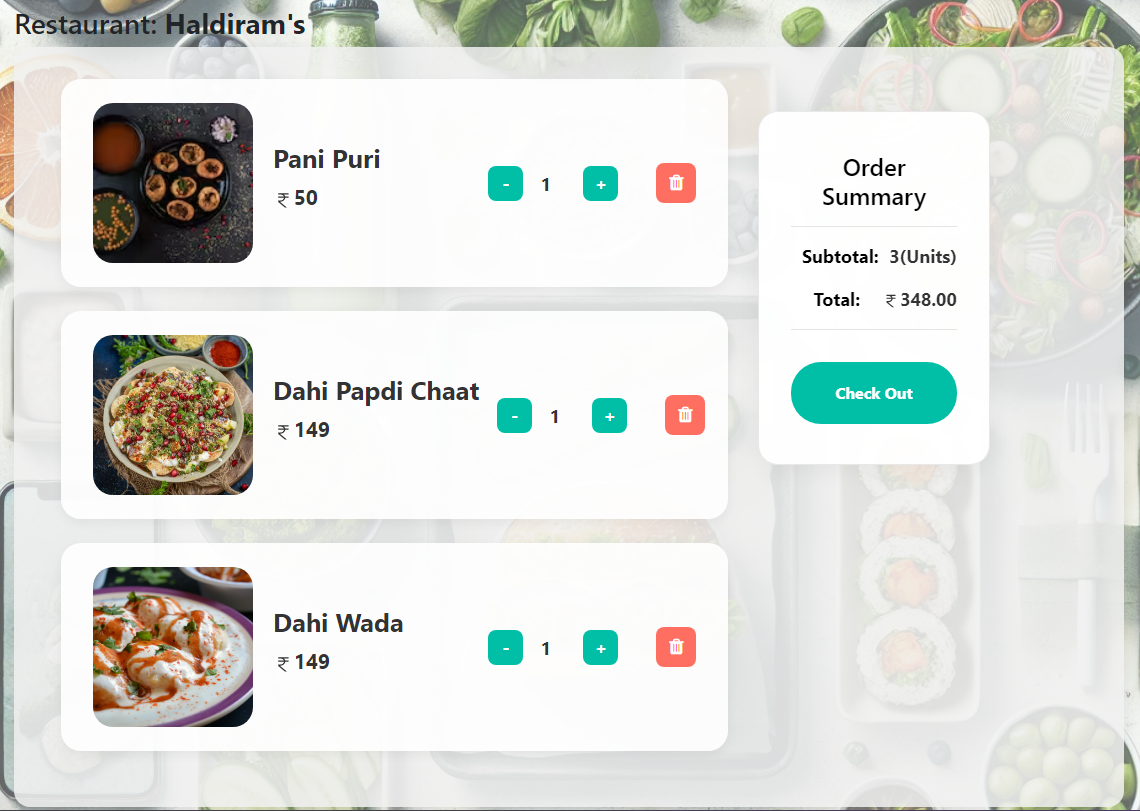 Restaurant: Haldiram's
Pani Puri
₹ 50
- 1 +
Dahi Papdi Chaat
₹ 149
- 1 +
Dahi Wada
₹ 149
- 1 +
Order
Summary
Subtotal: 3(Units)
Total: ₹ 348.00
Check Out